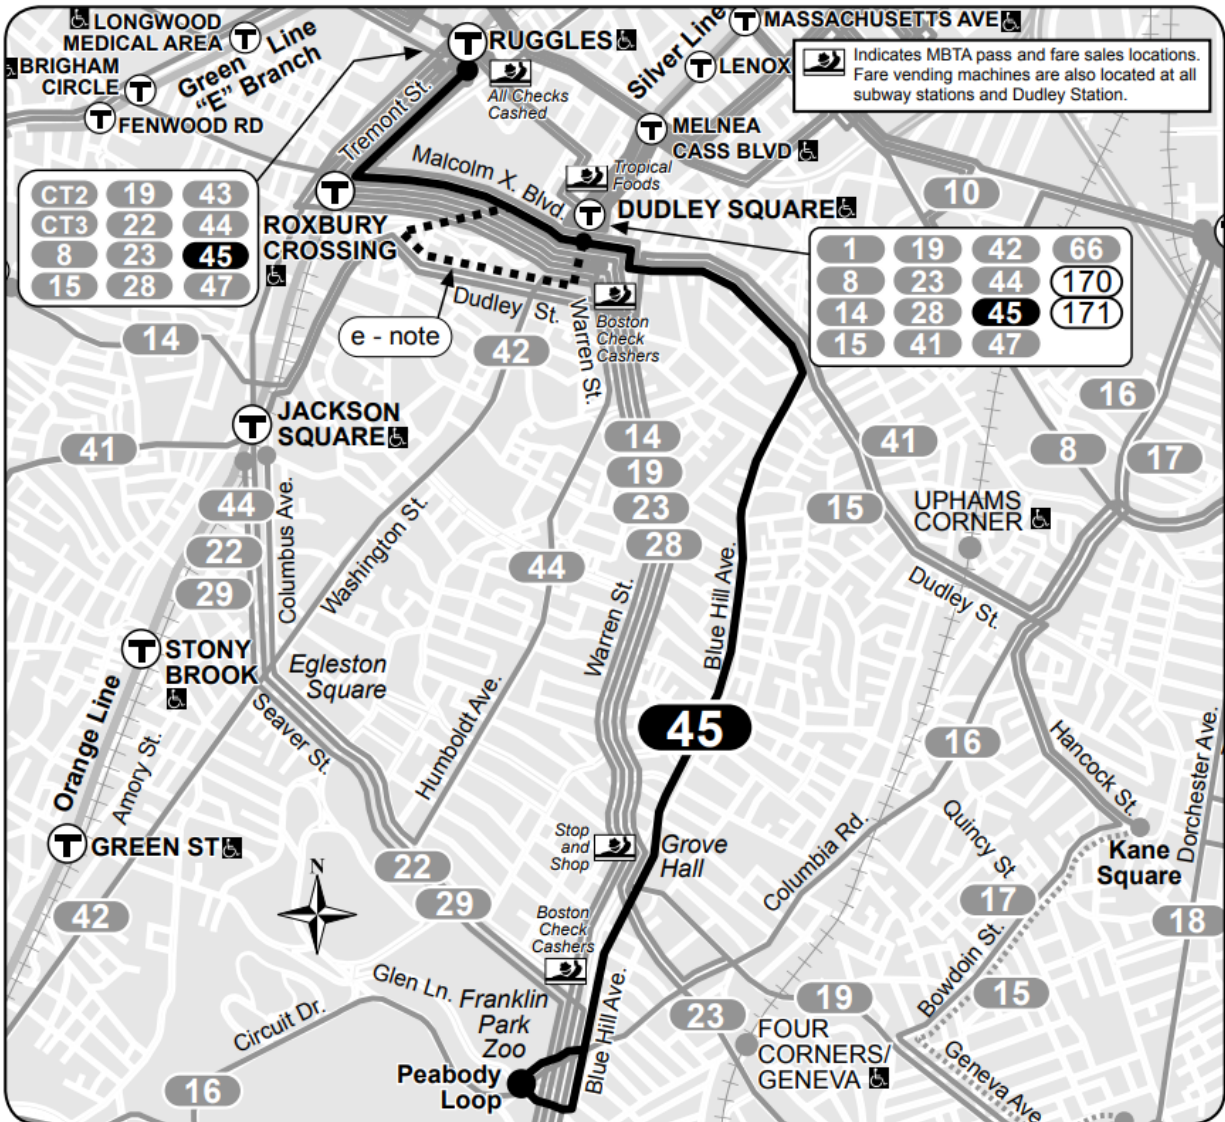 LONGWOOD
MEDICAL AREA
T
Green Line
"E" Branch
BRIGHAM
CIRCLE
T
T
FENWOOD RD
T
RUGGLES
All Checks
Cashed
Tremont St.
Silver Line
T
MASSACHUSETTS AVE
T
LENOX
Indicates MBTA pass and fare sales locations.
Fare vending machines are also located at all
subway stations and Dudley Station.
T
MELNEA
CASS BLVD
Malcolm X. Blvd.
Tropical
Foods
T
DUDLEY SQUARE
10
CT2 19 43
CT3 22 44
8 23 45
15 28 47
T
ROXBURY
CROSSING
1 19 42 66
8 23 44 170
14 28 45 171
15 41 47
Dudley St.
e - note
Warren St.
Boston
Check
Cashers
14
42
16
T
JACKSON
SQUARE
41
14
19
23
28
41
8
17
44
22
29
Columbus Ave.
Washington St.
15
UPHAMS
CORNER
44
Blue Hill Ave.
Dudley St.
Warren St.
T
STONY
BROOK
Egleston
Square
Orange Line
Amory St.
Seaver St.
Humboldt Ave.
45
16
Hancock St.
Dorchester Ave.
T
GREEN ST
Stop
and
Shop
Grove
Hall
Columbia Rd.
Quincy St
Kane
Square
N
22
29
42
Boston
Check
Cashers
17
18
Bowdoin St.
Glen Ln.
Franklin
Park
Zoo
Circuit Dr.
Blue Hill Ave.
19
15
23
FOUR
CORNERS/
GENEVA
Geneva Ave.
Peabody
Loop
16